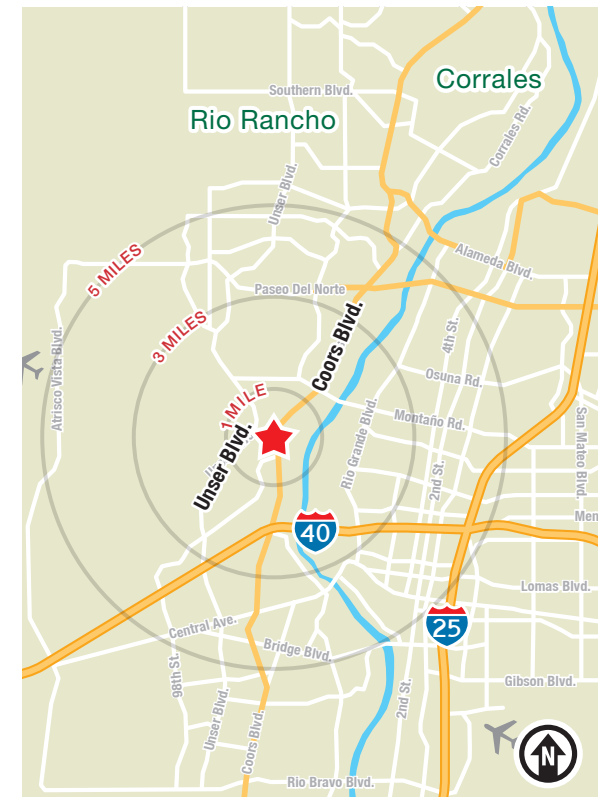 Corrales
Southern Blvd.
Rio Rancho
Corrales Rd.
Unser Blvd.
Alameda Blvd.
5 MILES
Paseo Del Norte
3 MILES
Coors Blvd.
4th St.
Atrisco Vista Blvd.
Osuna Rd.
1 MILE
Montaño Rd.
San Mateo Blvd.
Rio Grande Blvd.
Unser Blvd.
2nd St.
Men
40
Lomas Blvd.
25
Central Ave.
Bridge Blvd.
98th St.
Gibson Blvd.
Unser Blvd.
2nd St.
Coors Blvd.
N
Rio Bravo Blvd.